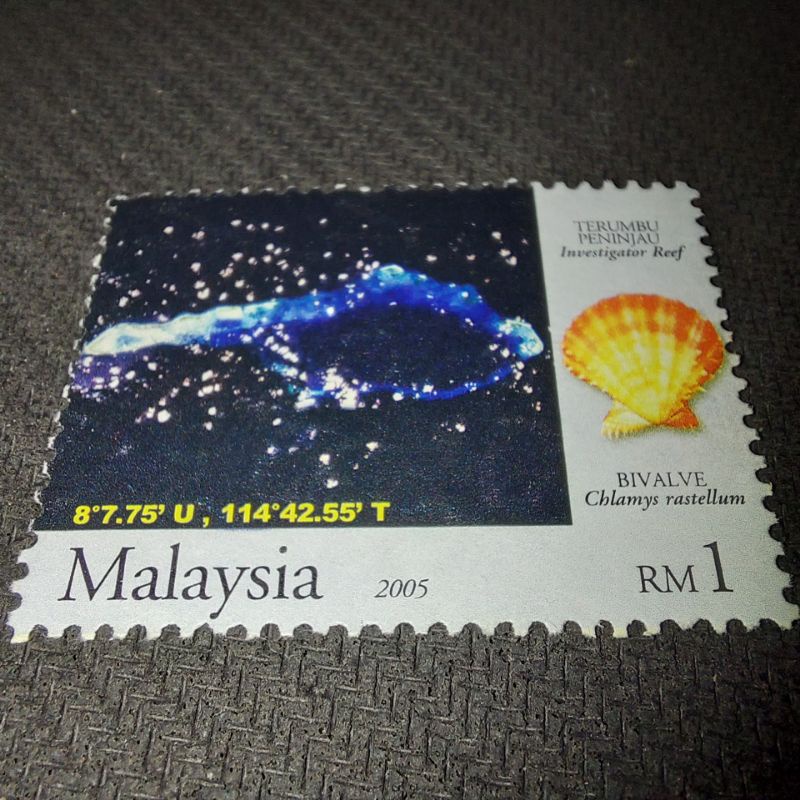 TERUMBU
PENINJAU
Investigator Reef
BIVALVE
Chlamys rastellum
8°7.75' U , 114°42.55' T
Malaysia 2005 RM 1